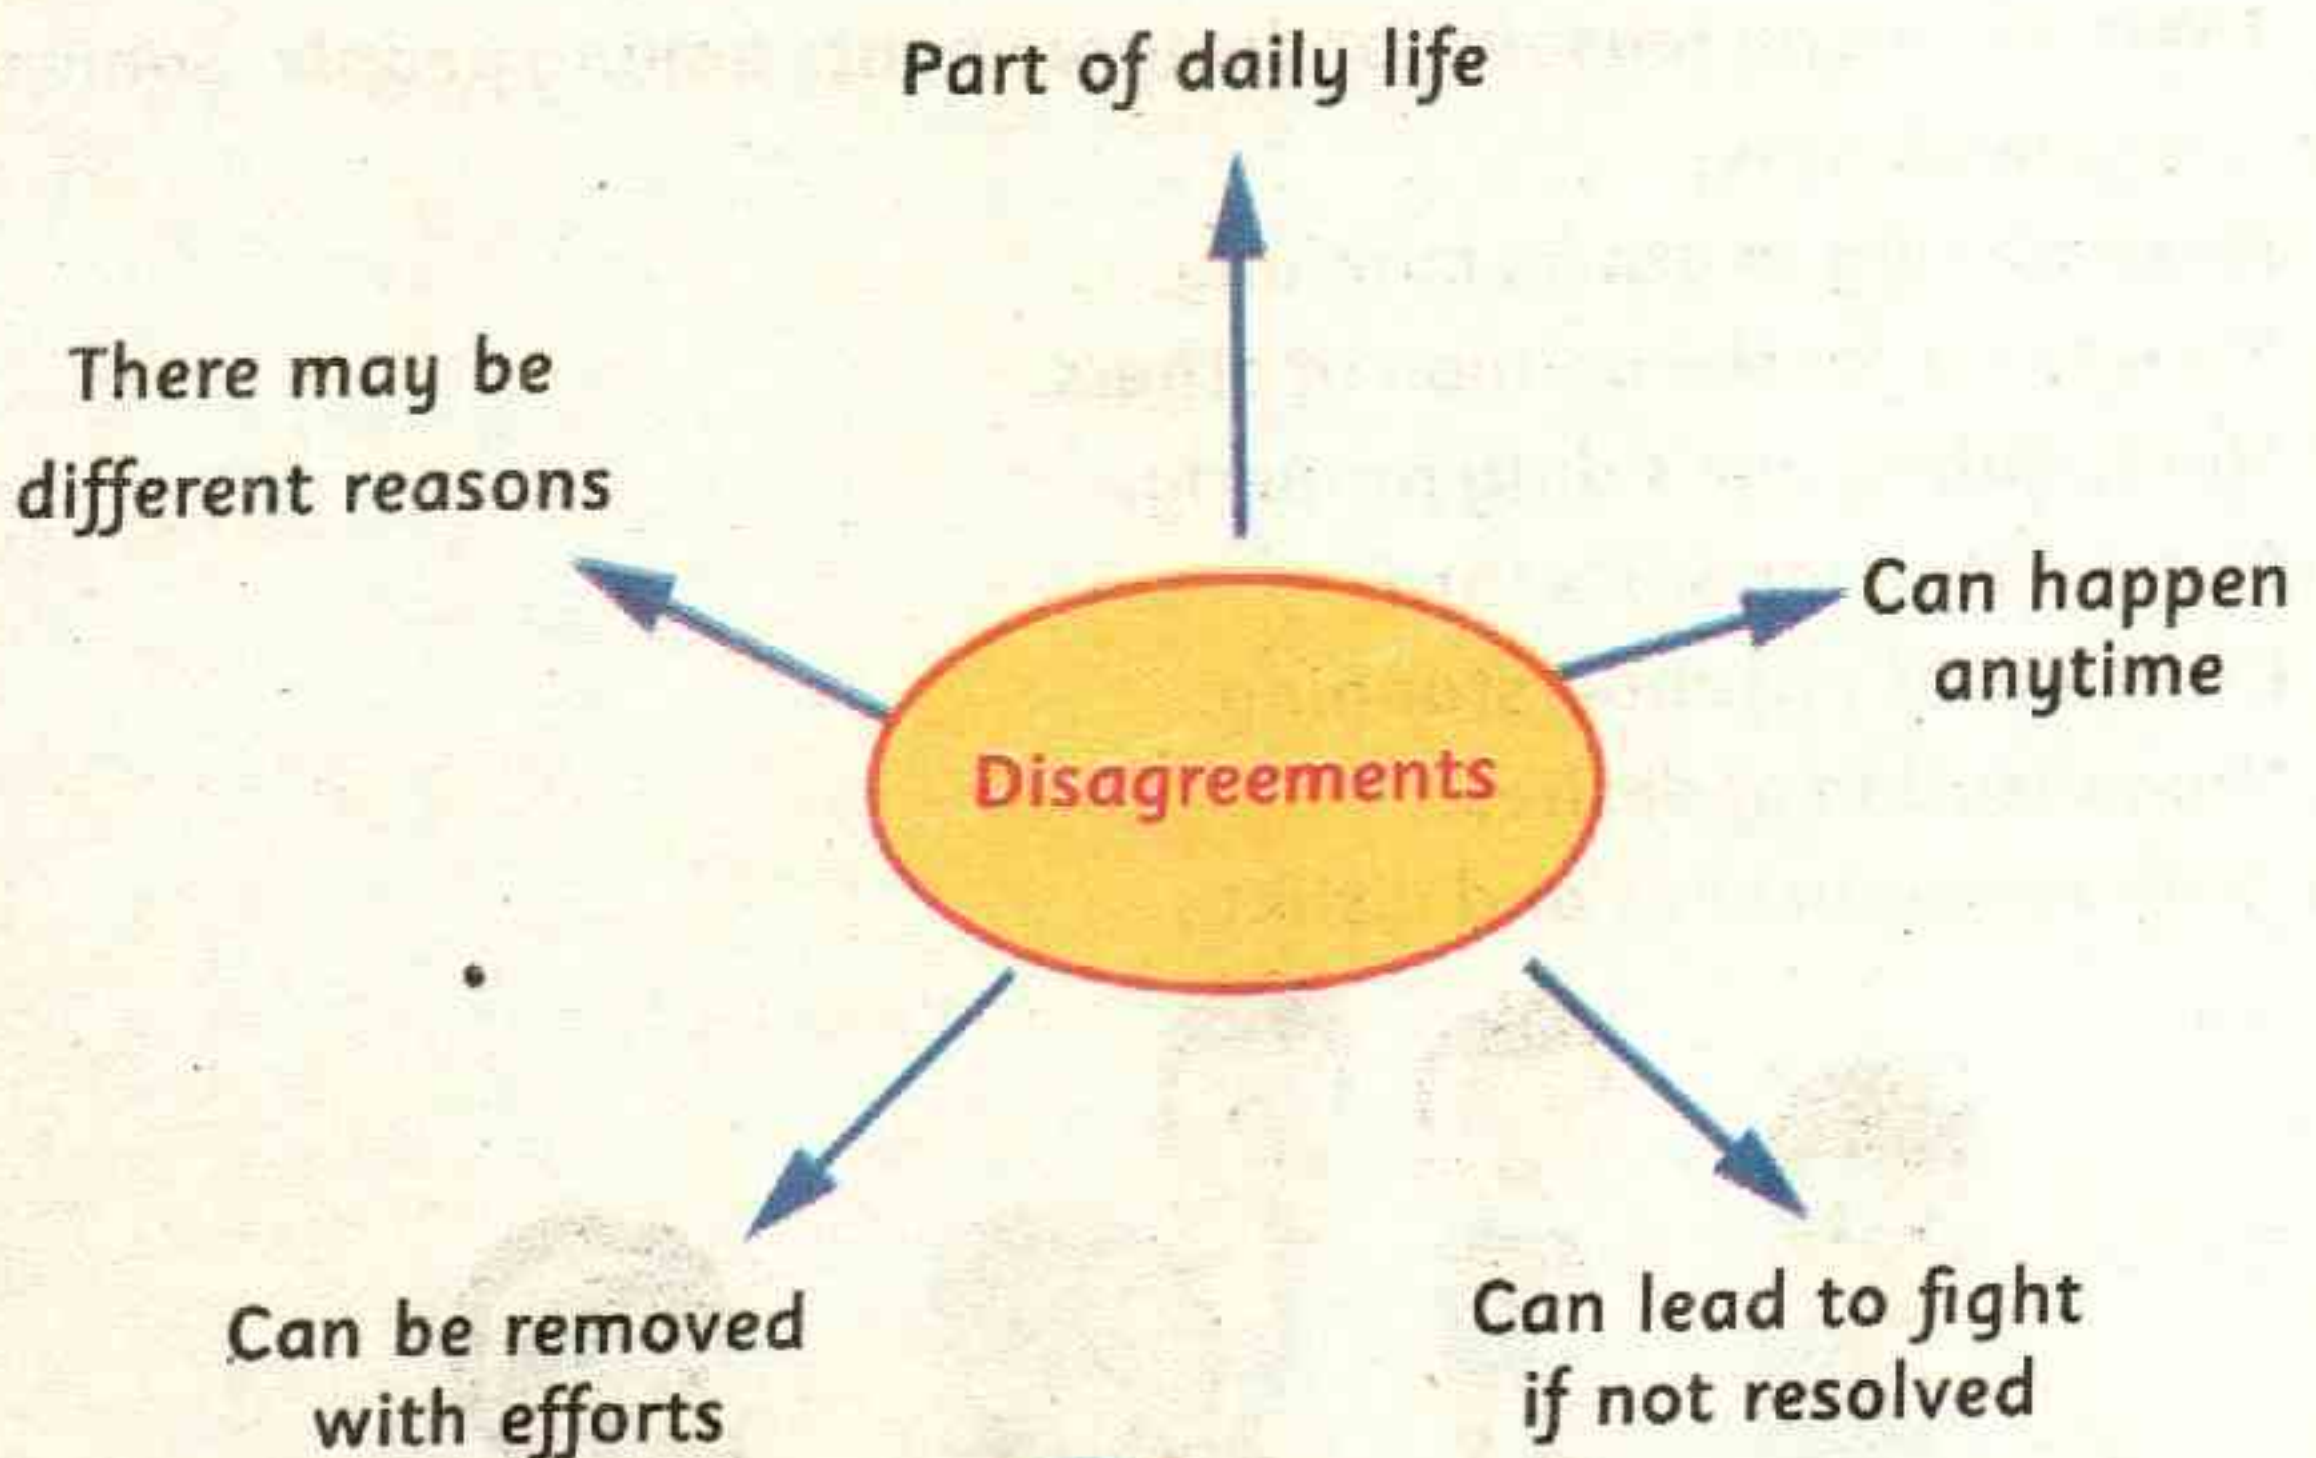 Part of daily life
There may be
different reasons
Can happen
anytime
Disagreements
Can be removed
with efforts
Can lead to fight
if not resolved